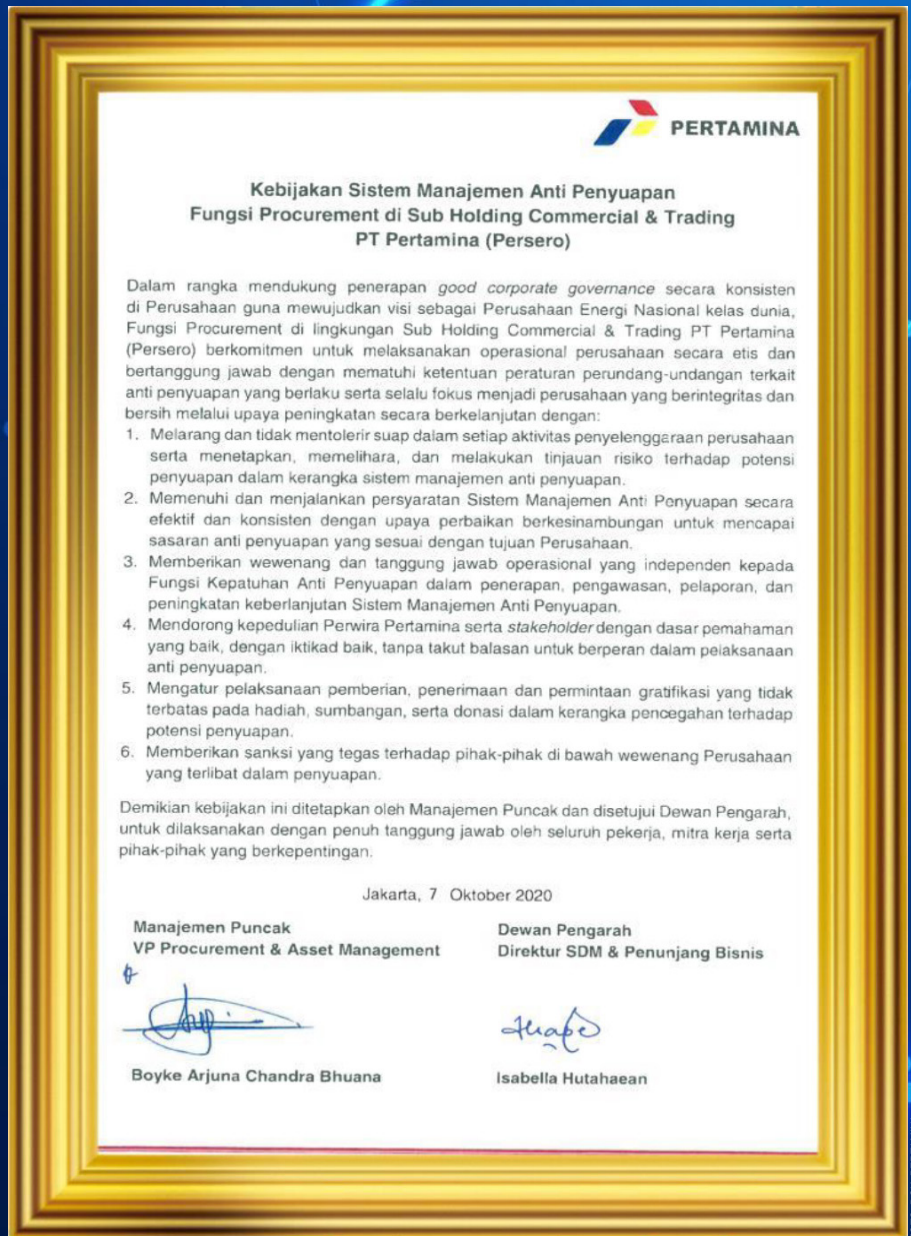 PERTAMINA
Kebijakan Sistem Manajemen Anti Penyuapan
Fungsi Procurement di Sub Holding Commercial & Trading
PT Pertamina (Persero)
Dalam rangka mendukung penerapan good corporate governance secara konsisten
di Perusahaan guna mewujudkan visi sebagai Perusahaan Energi Nasional kelas dunia,
Fungsi Procurement di lingkungan Sub Holding Commercial & Trading PT Pertamina
(Persero) berkomitmen untuk melaksanakan operasional perusahaan secara etis dan
bertanggung jawab dengan mematuhi ketentuan peraturan perundang-undangan terkait
anti penyuapan yang berlaku serta selalu fokus menjadi perusahaan yang berintegritas dan
bersih melalui upaya peningkatan secara berkelanjutan dengan:
1. Melarang dan tidak mentolerir suap dalam setiap aktivitas penyelenggaraan perusahaan
serta menetapkan, memelihara, dan melakukan tinjauan risiko terhadap potensi
penyuapan dalam kerangka sistem manajemen anti penyuapan.
2. Memenuhi dan menjalankan persyaratan Sistem Manajemen Anti Penyuapan secara
efektif dan konsisten dengan upaya perbaikan berkesinambungan untuk mencapai
sasaran anti penyuapan yang sesuai dengan tujuan Perusahaan.
3. Memberikan wewenang dan tanggung jawab operasional yang independen kepada
Fungsi Kepatuhan Anti Penyuapan dalam penerapan, pengawasan, pelaporan, dan
peningkatan keberlanjutan Sistem Manajemen Anti Penyuapan.
4. Mendorong kepedulian Perwira Pertamina serta stakeholder dengan dasar pemahaman
yang baik, dengan iktikad baik, tanpa takut balasan untuk berperan dalam pelaksanaan
anti penyuapan.
5. Mengatur pelaksanaan pemberian, penerimaan dan permintaan gratifikasi yang tidak
terbatas pada hadiah, sumbangan, serta donasi dalam kerangka pencegahan terhadap
potensi penyuapan.
6. Memberikan sanksi yang tegas terhadap pihak-pihak di bawah wewenang Perusahaan
yang terlibat dalam penyuapan.
Demikian kebijakan ini ditetapkan oleh Manajemen Puncak dan disetujui Dewan Pengarah,
untuk dilaksanakan dengan penuh tanggung jawab oleh seluruh pekerja, mitra kerja serta
pihak-pihak yang berkepentingan.
Jakarta, 7 Oktober 2020
Manajemen Puncak
VP Procurement & Asset Management
Boyke Arjuna Chandra Bhuana
Dewan Pengarah
Direktur SDM & Penunjang Bisnis
Isabella Hutahaean